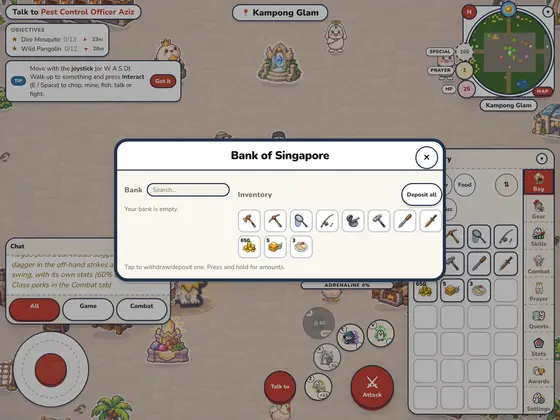 Talk to Pest Control Officer Aziz
OBJECTIVES
Dire Mosquito 0/13 23m
Wild Pangolin 0/12 28m
TIP
Move with the joystick (or W A S D).
Walk up to something and press Interact
(E / Space) to chop, mine, fish, talk or
fight.
Got it
Kampong Glam
N
SPECIAL 100
PRAYER 1
HP 25
MAP
Kampong Glam
Bank of Singapore
×
Bank
Search...
Your bank is empty.
Inventory
Deposit all
650
5
3
Tap to withdraw/deposit one. Press and hold for amounts.
Food
Bag
Gear
Skills
Combat
Prayer
Quests
Stats
Awards
Settings
650
5
3
Chat
dagger in the off-hand strikes a
swing, with its own stats (60%
Class perks in the Combat tab)
All
Game
Combat
ADRENALINE 0%
Talk to
Attack